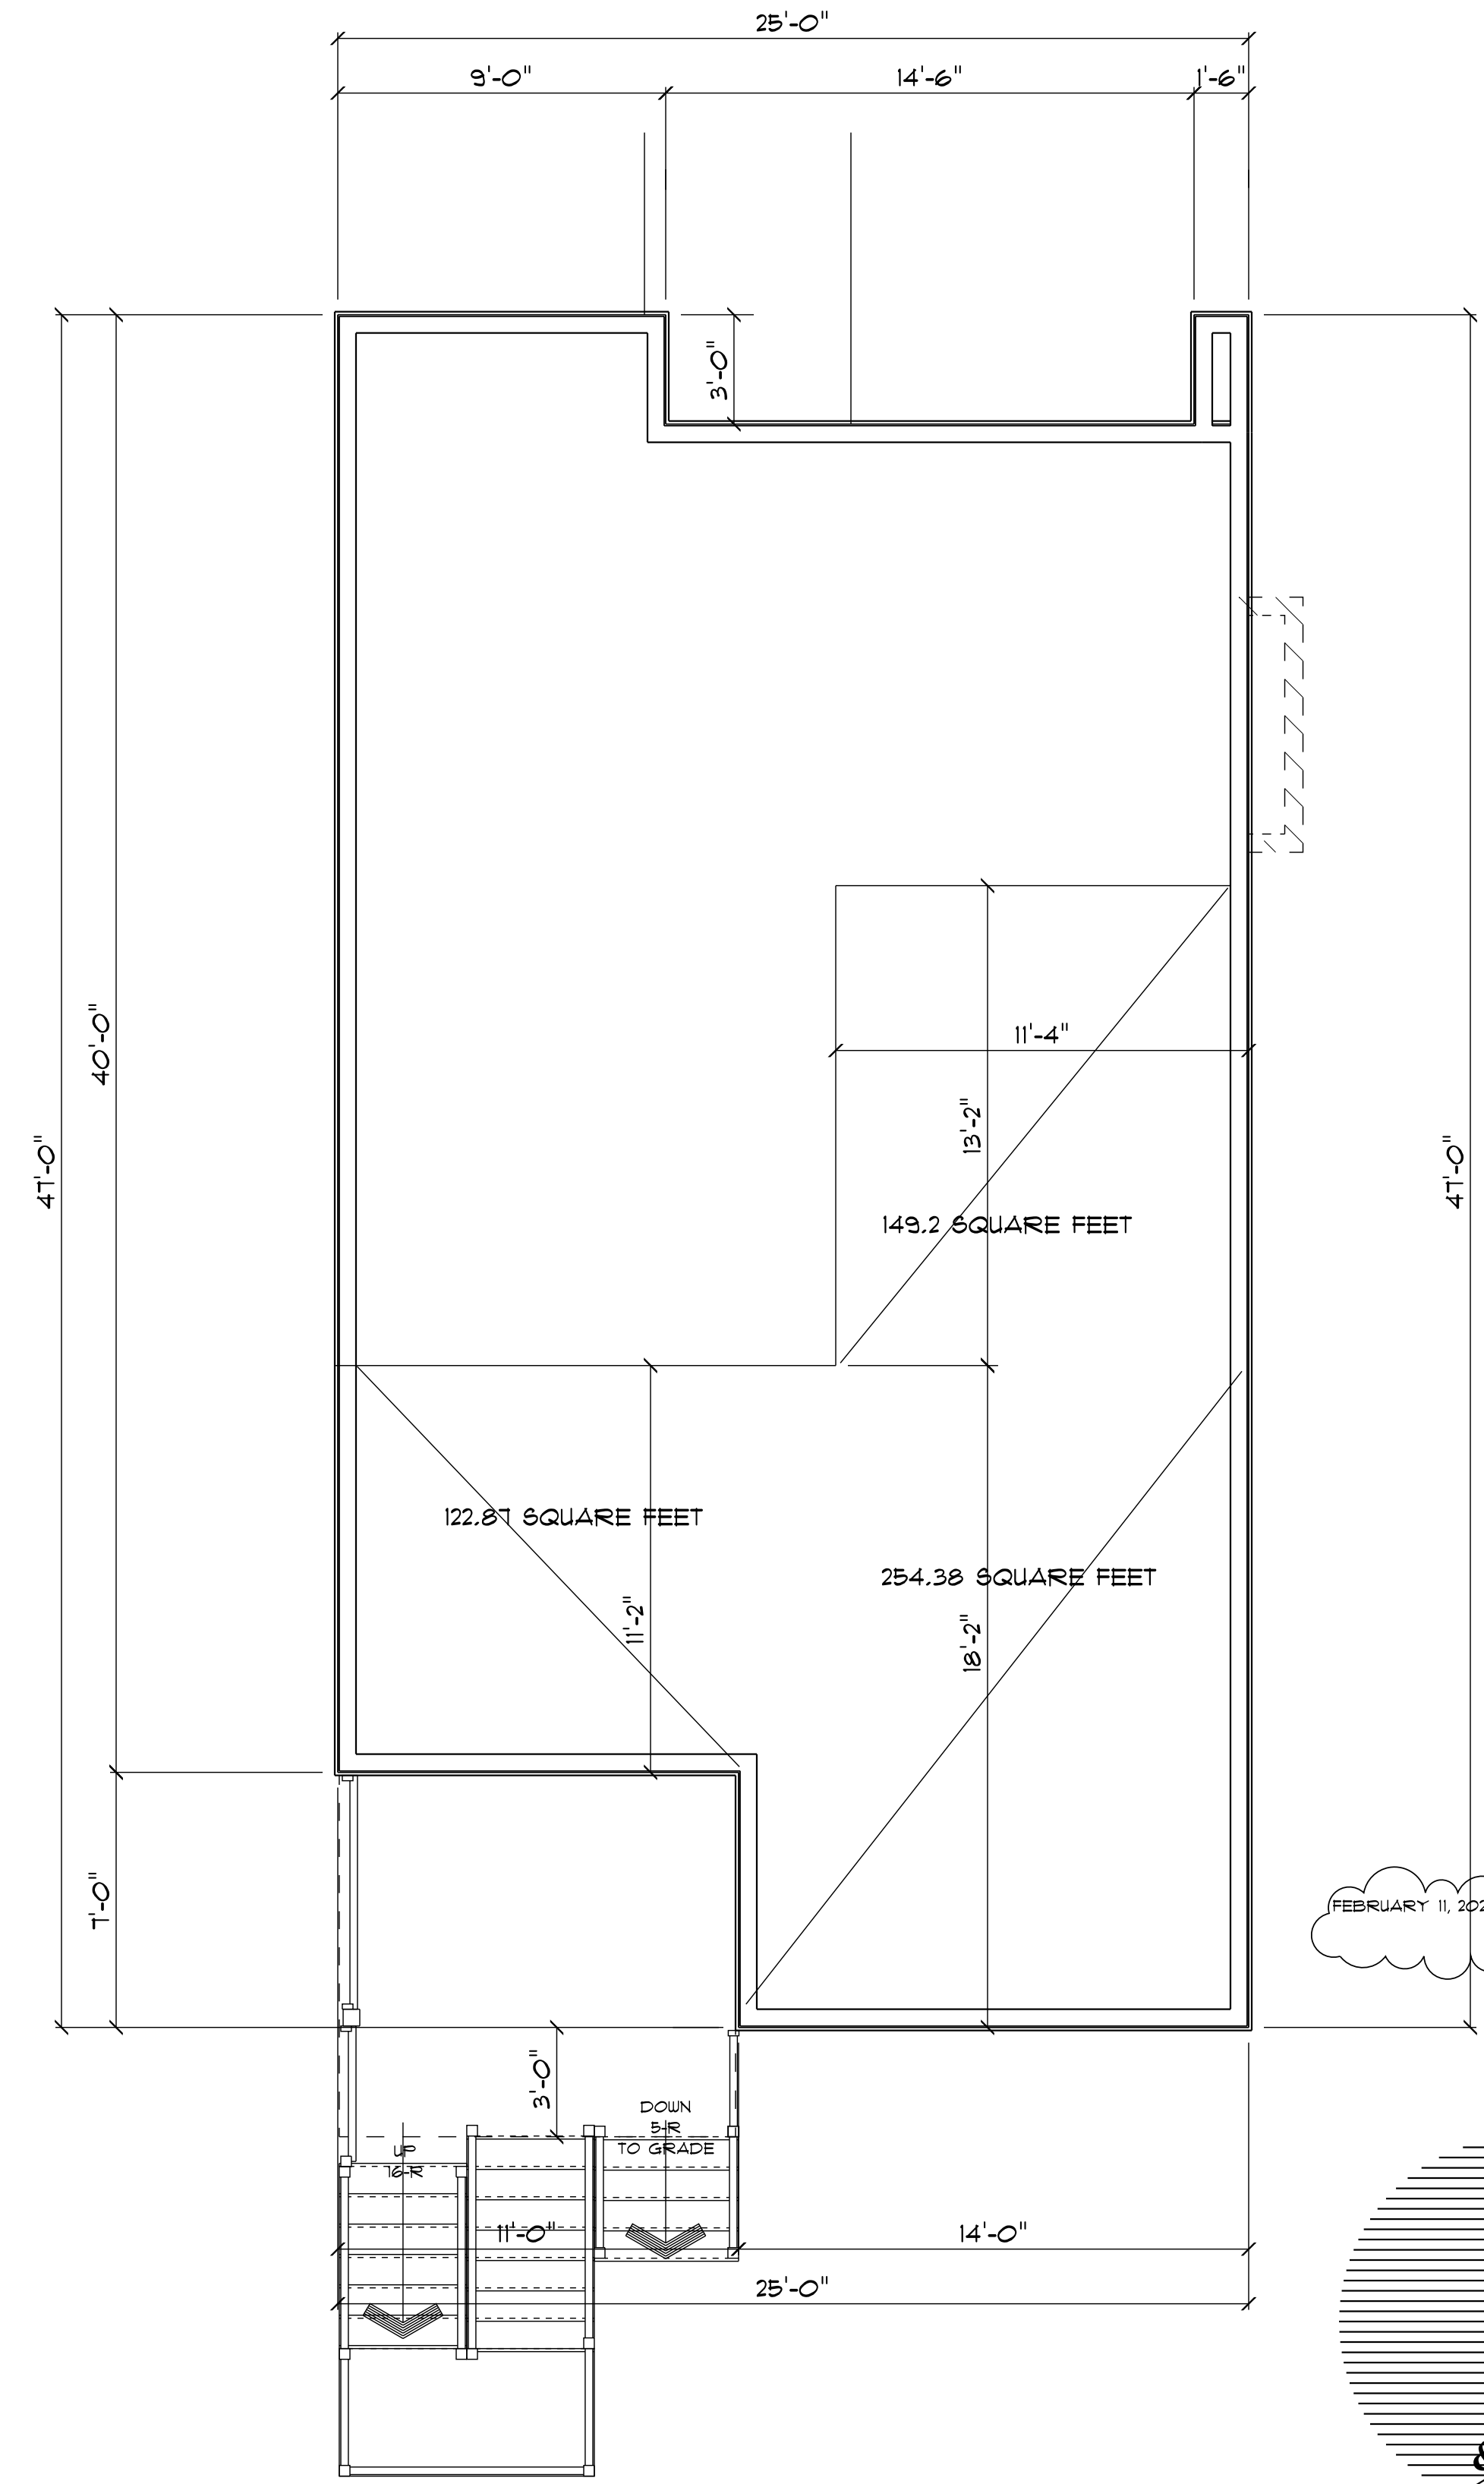 25'-0"
9'-0"
14'-6"
1'-6"
3'-0"
40'-0"
47'-0"
47'-0"
11'-4"
13'-2"
149.2 SQUARE FEET
122.87 SQUARE FEET
254.38 SQUARE FEET
11'-2"
18'-2"
7'-0"
FEBRUARY 11,
3'-0"
DOWN
5-R
TO GRADE
UP
16-R
11'-0"
14'-0"
25'-0"